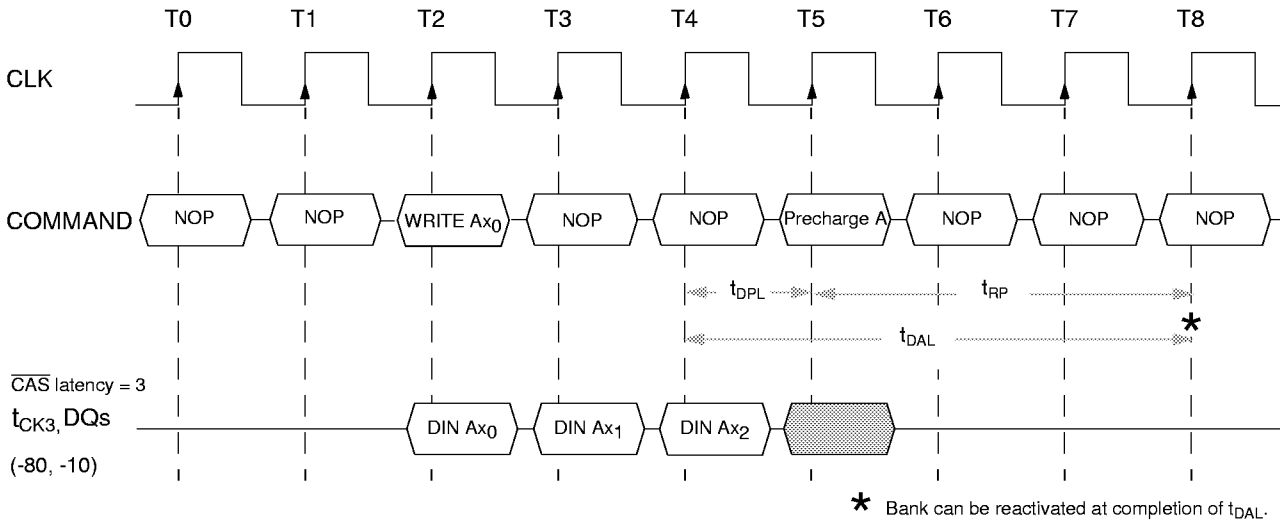 T0 T1 T2 T3 T4 T5 T6 T7 T8
CLK
COMMAND NOP NOP WRITE Ax0 NOP NOP Precharge A NOP NOP NOP
tDPL tRP
*
tDAL
CAS latency = 3
tCK3, DQs DIN Ax0 DIN Ax1 DIN Ax2
(-80, -10)
* Bank can be reactivated at completion of tDAL.